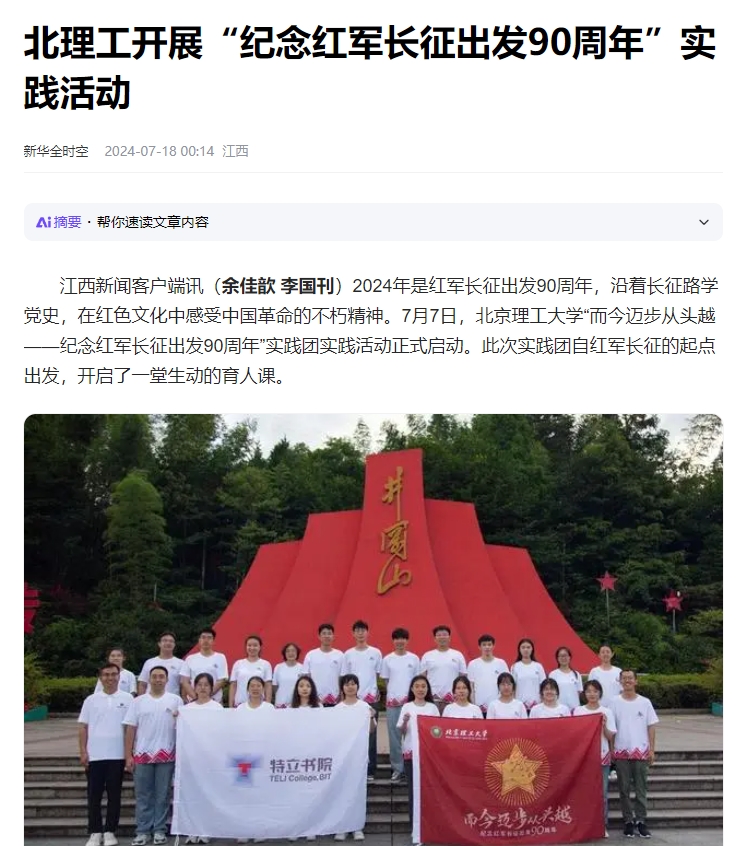 北理工开展“纪念红军长征出发90周年”实
践活动
新华全时空 2024-07-18 00:14 江西
Ai摘要 · 帮你速读文章内容
江西新闻客户端讯（余佳歆 李国刊）2024年是红军长征出发90周年，沿着长征路学
党史，在红色文化中感受中国革命的不朽精神。7月7日，北京理工大学“而今迈步从头越
——纪念红军长征出发90周年”实践团实践活动正式启动。此次实践团自红军长征的起点
出发，开启了一堂生动的育人课。
井
冈
山
特立书院
TELI College,BIT
北京理工大学
而今迈步从头越
纪念红军长征出发90周年